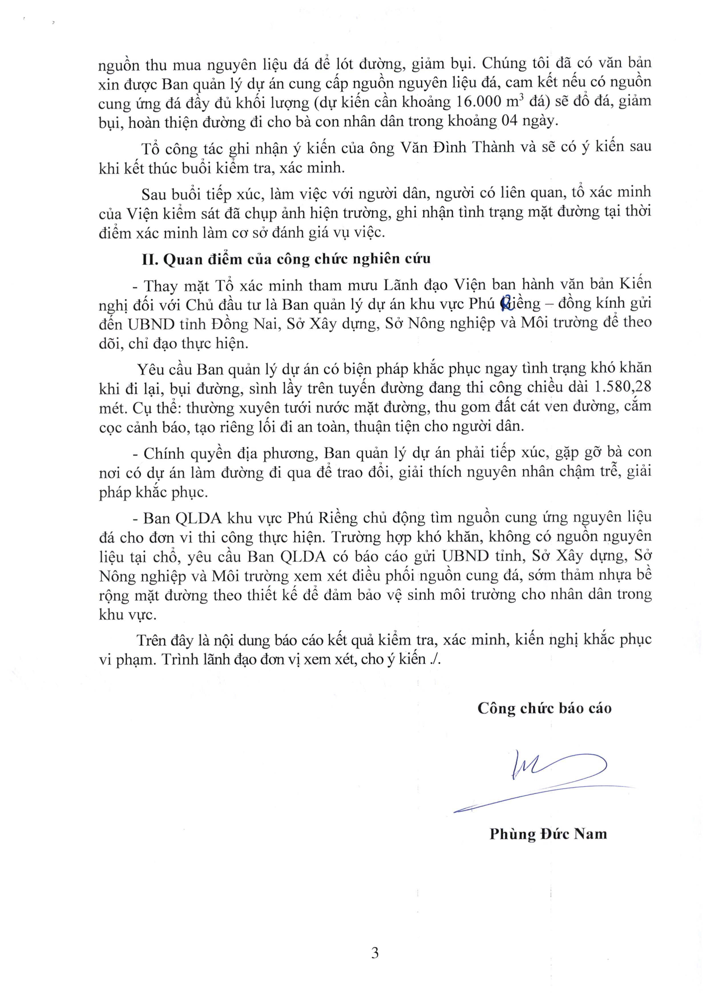 nguồn thu mua nguyên liệu đá để lót đường, giảm bụi. Chúng tôi đã có văn bản
xin được Ban quản lý dự án cung cấp nguồn nguyên liệu đá, cam kết nếu có nguồn
cung ứng đá đầy đủ khối lượng (dự kiến cần khoảng 16.000 m³ đá) sẽ đổ đá, giảm
bụi, hoàn thiện đường đi cho bà con nhân dân trong khoảng 04 ngày.
Tổ công tác ghi nhận ý kiến của ông Văn Đình Thành và sẽ có ý kiến sau
khi kết thúc buổi kiểm tra, xác minh.
Sau buổi tiếp xúc, làm việc với người dân, người có liên quan, tổ xác minh
của Viện kiểm sát đã chụp ảnh hiện trường, ghi nhận tình trạng mặt đường tại thời
điểm xác minh làm cơ sở đánh giá vụ việc.
II. Quan điểm của công chức nghiên cứu
- Thay mặt Tổ xác minh tham mưu Lãnh đạo Viện ban hành văn bản Kiến
nghị đối với Chủ đầu tư là Ban quản lý dự án khu vực Phú Riềng – đồng kính gửi
đến UBND tỉnh Đồng Nai, Sở Xây dựng, Sở Nông nghiệp và Môi trường để theo
dõi, chỉ đạo thực hiện.
Yêu cầu Ban quản lý dự án có biện pháp khắc phục ngay tình trạng khó khăn
khi đi lại, bụi đường, sình lầy trên tuyến đường đang thi công chiều dài 1.580,28
mét. Cụ thể: thường xuyên tưới nước mặt đường, thu gom đất cát ven đường, cắm
cọc cảnh báo, tạo riêng lối đi an toàn, thuận tiện cho người dân.
- Chính quyền địa phương, Ban quản lý dự án phải tiếp xúc, gặp gỡ bà con
nơi có dự án làm đường đi qua để trao đổi, giải thích nguyên nhân chậm trễ, giải
pháp khắc phục.
- Ban QLDA khu vực Phú Riềng chủ động tìm nguồn cung ứng nguyên liệu
đá cho đơn vi thi công thực hiện. Trường hợp khó khăn, không có nguồn nguyên
liệu tại chổ, yêu cầu Ban QLDA có báo cáo gửi UBND tỉnh, Sở Xây dựng, Sở
Nông nghiệp và Môi trường xem xét điều phối nguồn cung đá, sớm thảm nhựa bề
rộng mặt đường theo thiết kế để đảm bảo vệ sinh môi trường cho nhân dân trong
khu vực.
Trên đây là nội dung báo cáo kết quả kiểm tra, xác minh, kiến nghị khắc phục
vi phạm. Trình lãnh đạo đơn vị xem xét, cho ý kiến ./.
Công chức báo cáo
Phùng Đức Nam
3